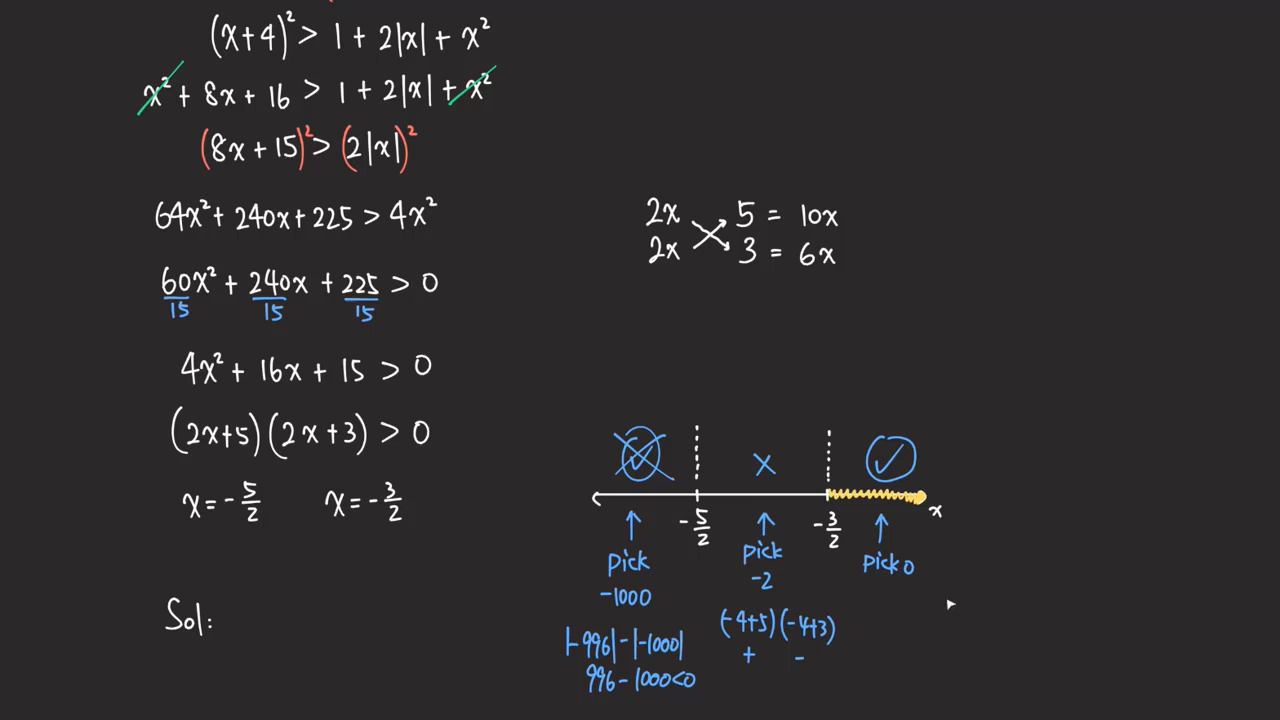 (x+4)² > 1 + 2|x| + x²
x² + 8x + 16 > 1 + 2|x| + x²
(8x + 15)² > (2|x|)²
64x² + 240x + 225 > 4x²
60x² + 240x + 225 > 0
15 15 15
4x² + 16x + 15 > 0
(2x+5)(2x+3) > 0
x = -5/2 x = -3/2
Sol:
2x 5 = 10x
2x 3 = 6x
x
-5/2 -3/2 x
pick -1000
|-996| - |-1000|
996 - 1000 < 0
pick -2
(-4+5)(-4+3)
+ -
pick 0